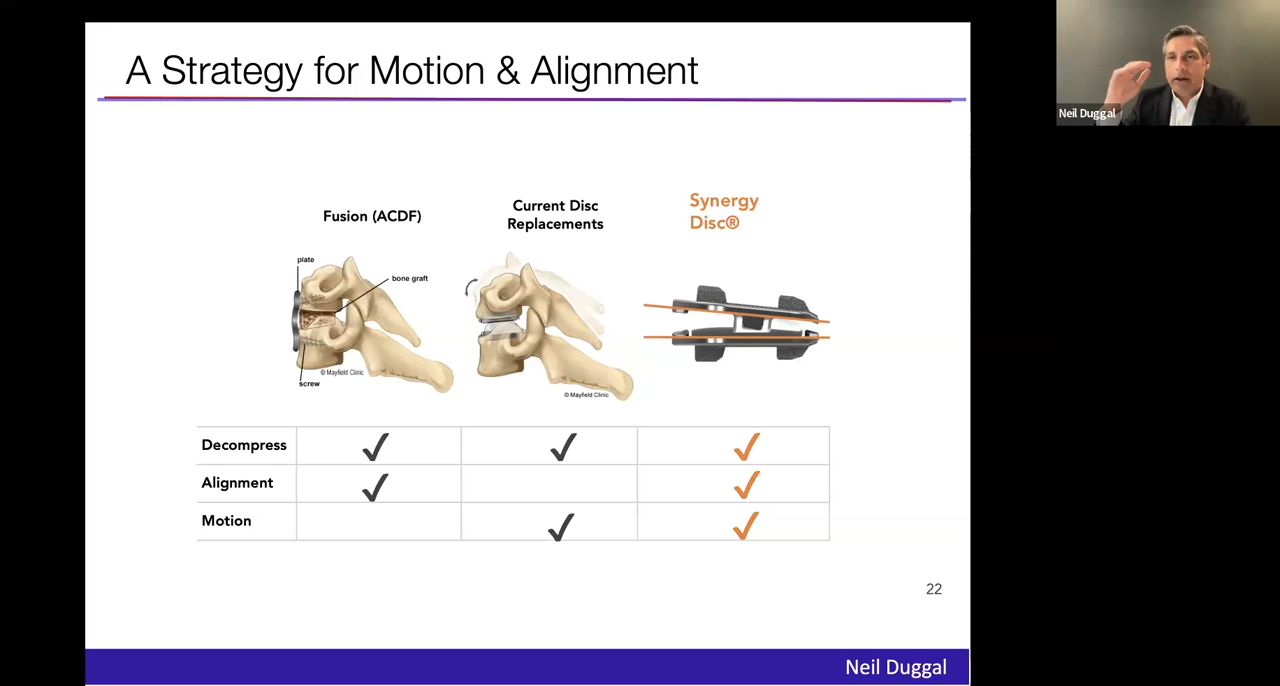 A Strategy for Motion & Alignment
Neil Duggal
Fusion (ACDF)
Current Disc
Replacements
Synergy
Disc®
plate
bone graft
© Mayfield Clinic
screw
© Mayfield Clinic
Decompress ✓ ✓ ✓
Alignment ✓ ✓
Motion ✓ ✓
22
Neil Duggal